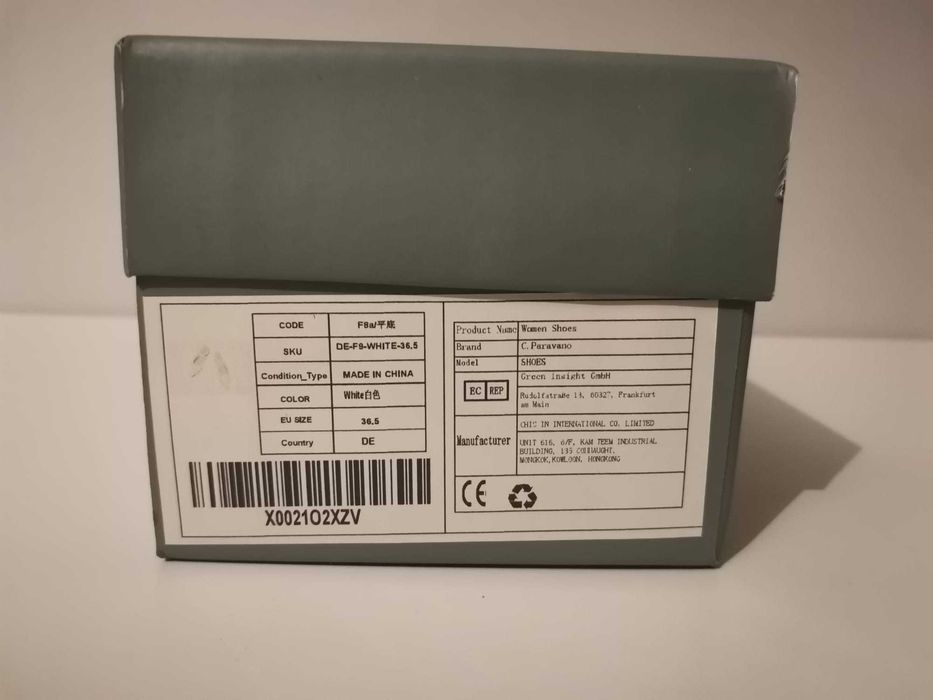 CODE F8a/平底
SKU DE-F9-WHITE-36.5
Condition_Type MADE IN CHINA
COLOR White白色
EU SIZE 36.5
Country DE
X0021O2XZV
Product Name Women Shoes
Brand C.Paravano
Model SHOES
EC REP Green Insight GmbH
Rudolfstraße 13, 60327, Frankfurt
am Main
CHIC IN INTERNATIONAL CO. LIMITED
Manufacturer UNIT 616, 6/F, KAM TEEM INDUSTRIAL
BUILDING, 135 CONNAUGHT.
MONGKOK,KOWLOON, HONGKONG
CE